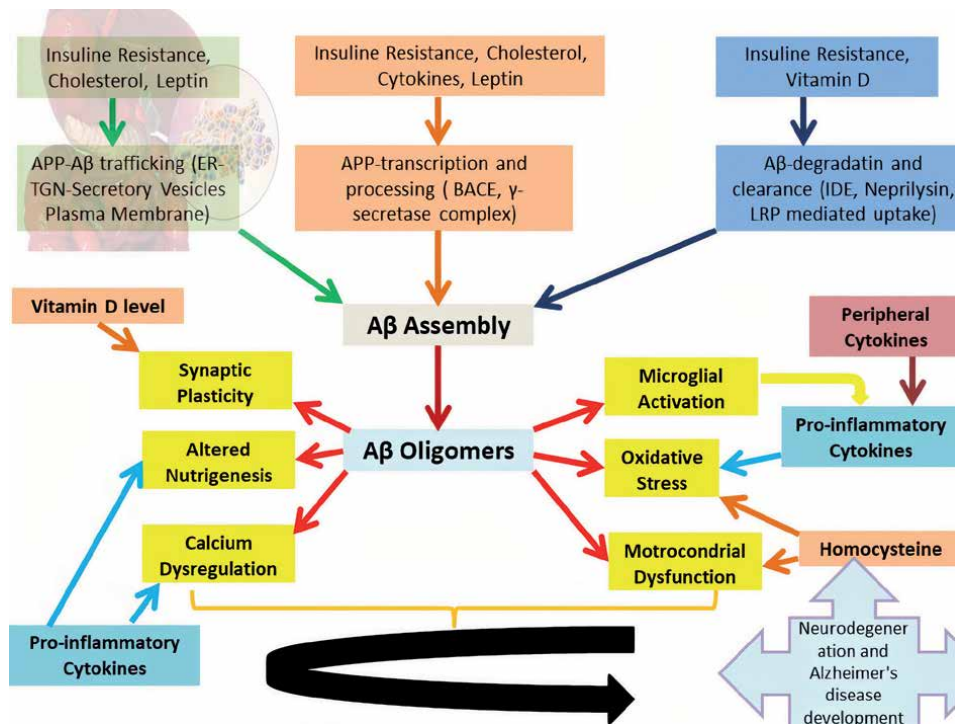 Insuline Resistance,
Cholesterol, Leptin
Insuline Resistance, Cholesterol,
Cytokines, Leptin
Insuline Resistance,
Vitamin D
APP-Aβ trafficking (ER-
TGN-Secretory Vesicles
Plasma Membrane)
APP-transcription and
processing ( BACE, γ-
secretase complex)
Aβ-degradatin and
clearance (IDE, Neprilysin,
LRP mediated uptake)
Vitamin D level
Aβ Assembly
Peripheral
Cytokines
Synaptic
Plasticity
Microglial
Activation
Pro-inflammatory
Cytokines
Altered
Nutrigenesis
Aβ Oligomers
Oxidative
Stress
Calcium
Dysregulation
Motrocondrial
Dysfunction
Homocysteine
Pro-inflammatory
Cytokines
Neurodegener
ation and
Alzheimer's
disease
development